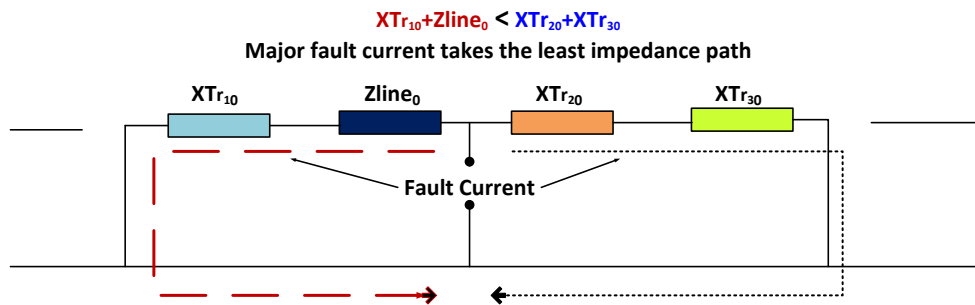 XTr₁₀+Zline₀ < XTr₂₀+XTr₃₀
Major fault current takes the least impedance path
XTr₁₀ Zline₀ XTr₂₀ XTr₃₀
Fault Current